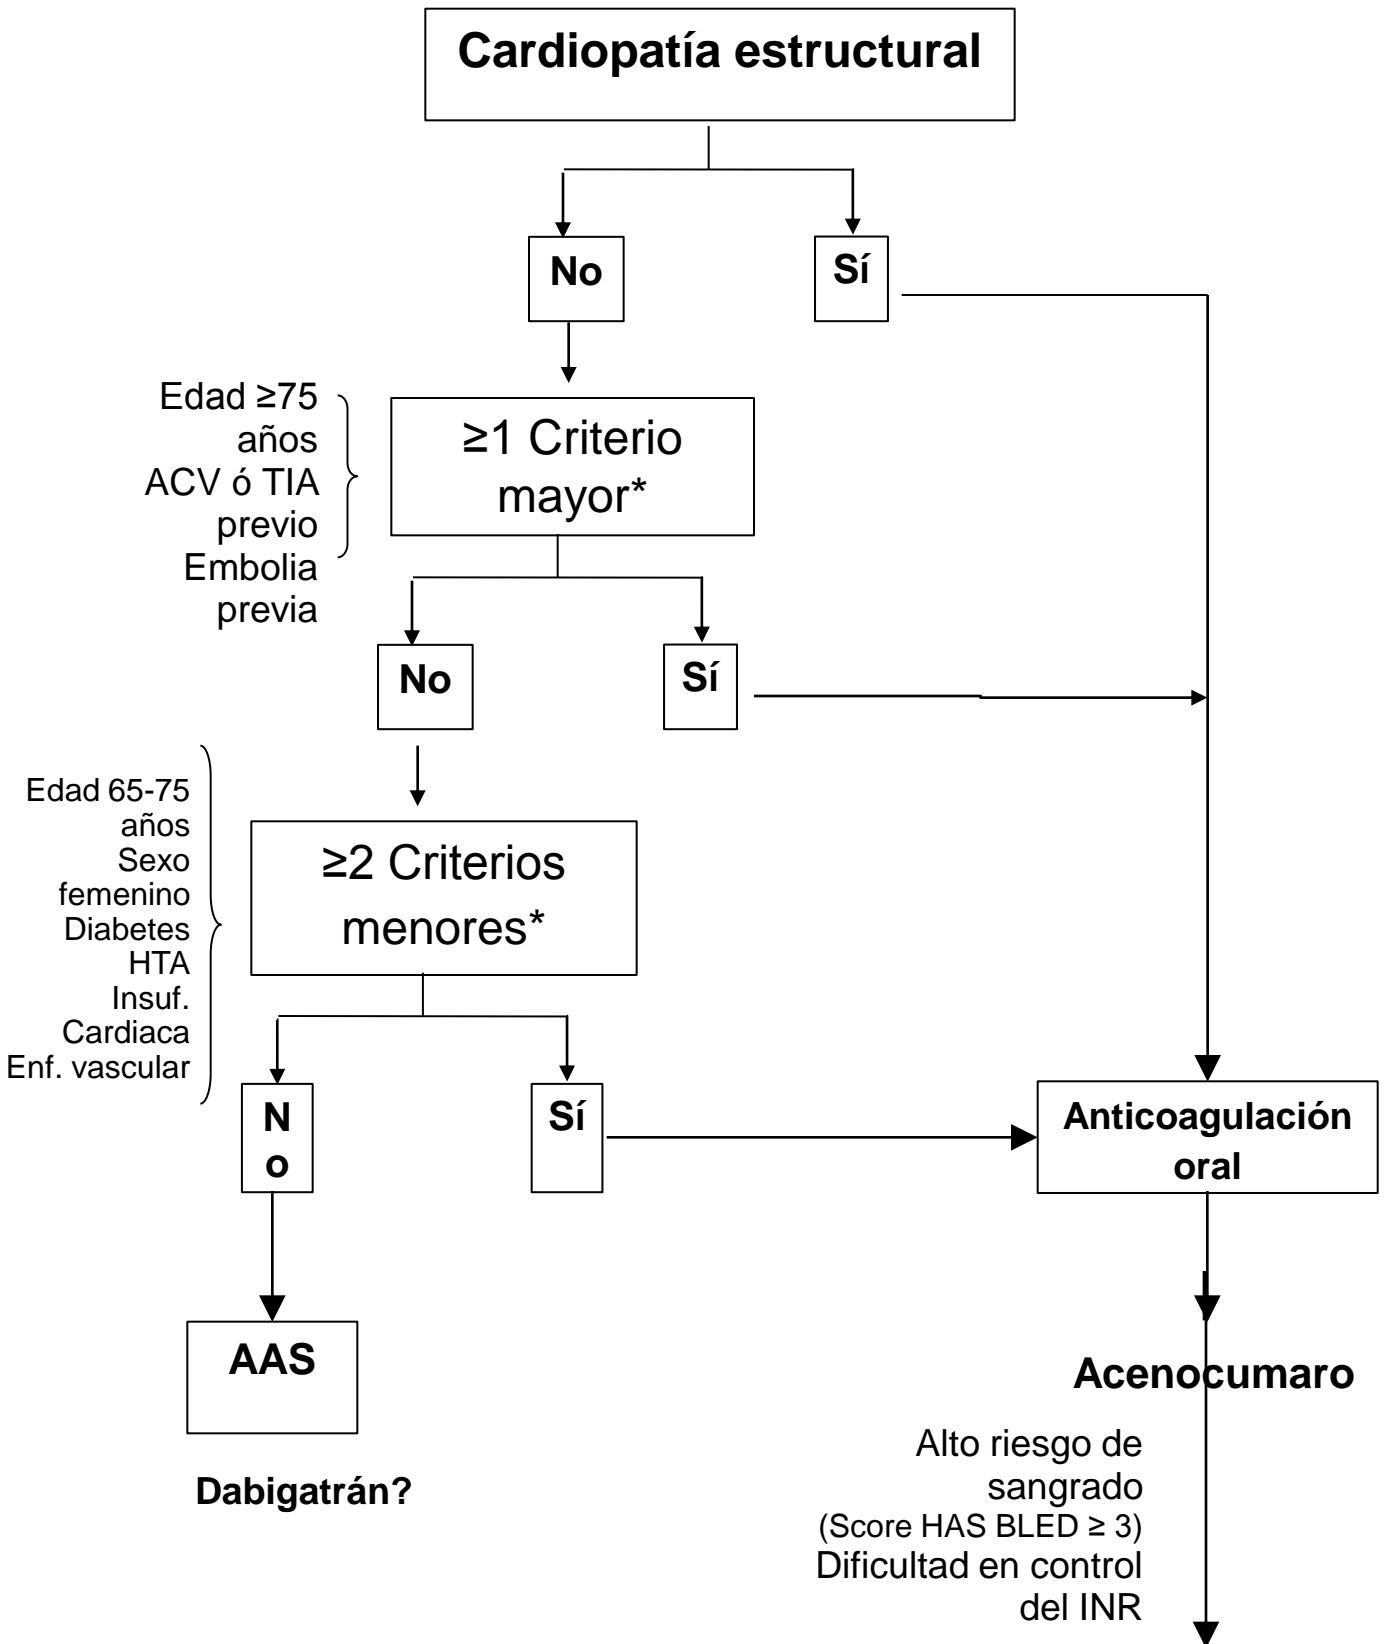 Cardiopatía estructural
No
Sí
Edad ≥75
años
ACV ó TIA
previo
Embolia
previa
≥1 Criterio
mayor*
No
Sí
Edad 65-75
años
Sexo
femenino
Diabetes
HTA
Insuf.
Cardiaca
Enf. vascular
≥2 Criterios
menores*
N
o
Sí
Anticoagulación
oral
AAS
Dabigatrán?
Acenocumaro
Alto riesgo de
sangrado
(Score HAS BLED ≥ 3)
Dificultad en control
del INR